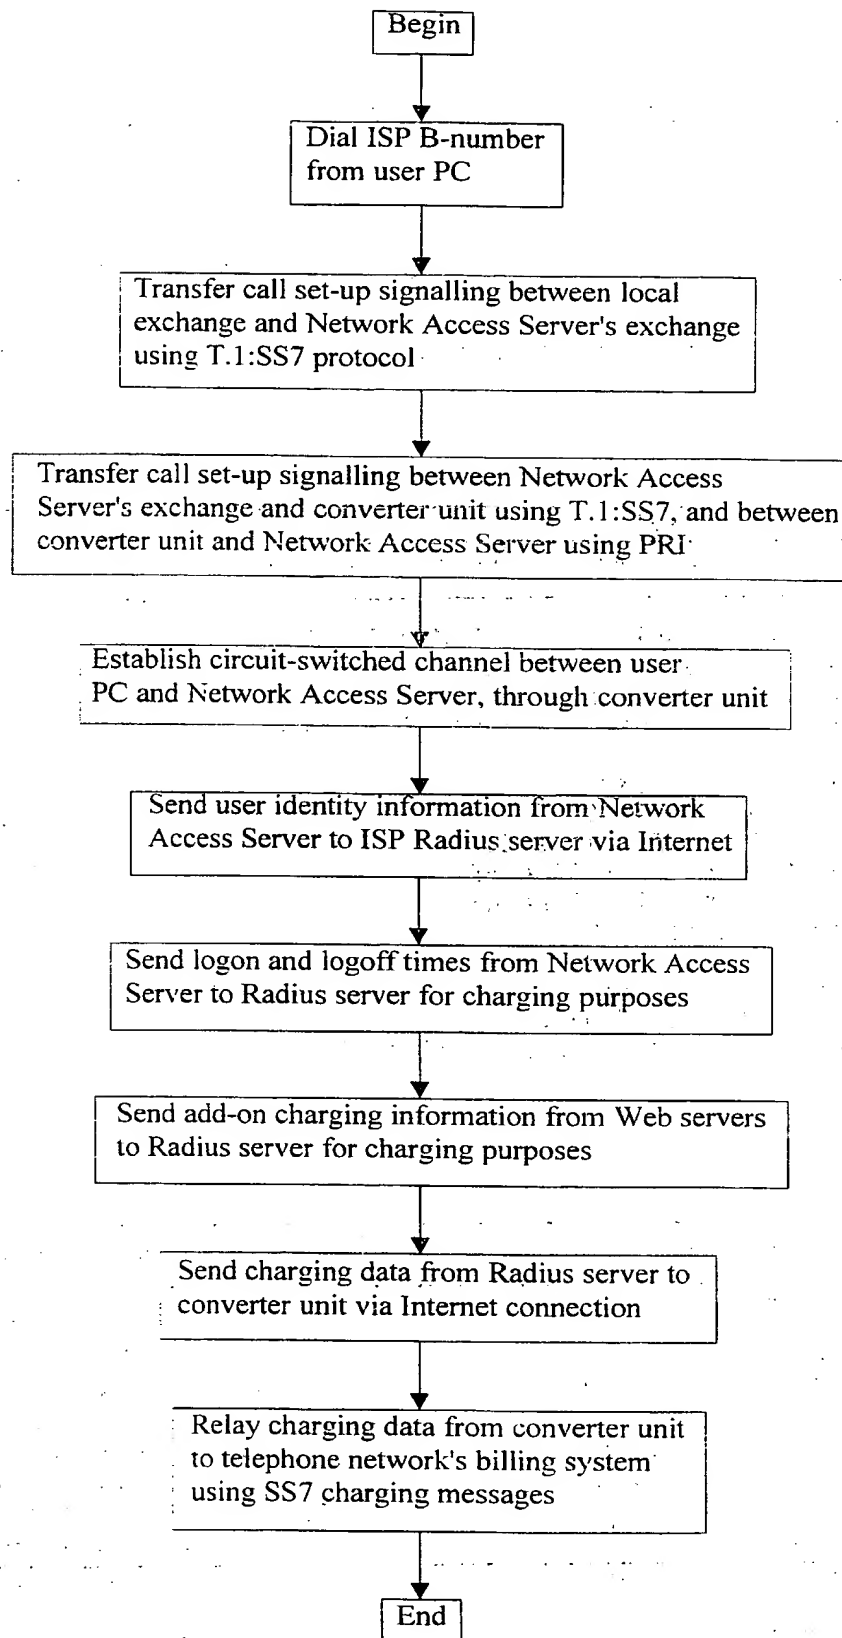 Begin
Dial ISP B-number
from user PC
Transfer call set-up signalling between local
exchange and Network Access Server's exchange
using T.1:SS7 protocol
Transfer call set-up signalling between Network Access
Server's exchange and converter unit using T.1:SS7, and between
converter unit and Network Access Server using PRI
Establish circuit-switched channel between user
PC and Network Access Server, through converter unit
Send user identity information from Network
Access Server to ISP Radius server via Internet
Send logon and logoff times from Network Access
Server to Radius server for charging purposes
Send add-on charging information from Web servers
to Radius server for charging purposes
Send charging data from Radius server to
converter unit via Internet connection
Relay charging data from converter unit
to telephone network's billing system
using SS7 charging messages
End